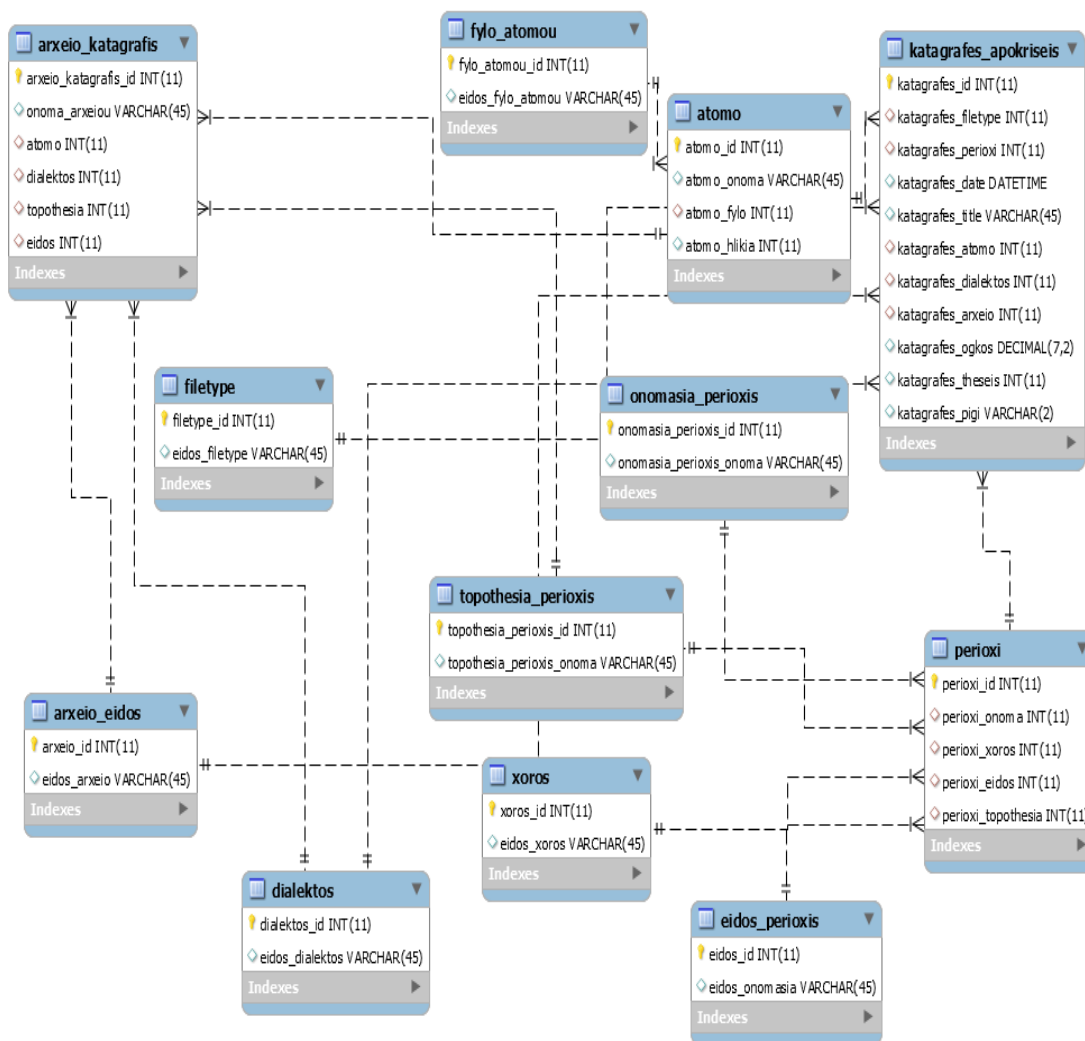 arxeio_katagrafis
arxeio_katagrafis_id INT(11)
onoma_arxeiou VARCHAR(45)
atomo INT(11)
dialektos INT(11)
topothesia INT(11)
eidos INT(11)
Indexes
fylo_atomou
fylo_atomou_id INT(11)
eidos_fylo_atomou VARCHAR(45)
Indexes
atomo
atomo_id INT(11)
atomo_onoma VARCHAR(45)
atomo_fylo INT(11)
atomo_hlikia INT(11)
Indexes
katagrafes_apokriseis
katagrafes_id INT(11)
katagrafes_filetype INT(11)
katagrafes_perioxi INT(11)
katagrafes_date DATETIME
katagrafes_title VARCHAR(45)
katagrafes_atomo INT(11)
katagrafes_dialektos INT(11)
katagrafes_arxeio INT(11)
katagrafes_ogkos DECIMAL(7,2)
katagrafes_theseis INT(11)
katagrafes_pigi VARCHAR(2)
Indexes
filetype
filetype_id INT(11)
eidos_filetype VARCHAR(45)
Indexes
onomasia_perioxis
onomasia_perioxis_id INT(11)
onomasia_perioxis_onoma VARCHAR(45)
Indexes
topothesia_perioxis
topothesia_perioxis_id INT(11)
topothesia_perioxis_onoma VARCHAR(45)
Indexes
perioxi
perioxi_id INT(11)
perioxi_onoma INT(11)
perioxi_xoros INT(11)
perioxi_eidos INT(11)
perioxi_topothesia INT(11)
Indexes
arxeio_eidos
arxeio_id INT(11)
eidos_arxeio VARCHAR(45)
Indexes
xoros
xoros_id INT(11)
eidos_xoros VARCHAR(45)
Indexes
dialektos
dialektos_id INT(11)
eidos_dialektos VARCHAR(45)
Indexes
eidos_perioxis
eidos_id INT(11)
eidos_onomasia VARCHAR(45)
Indexes